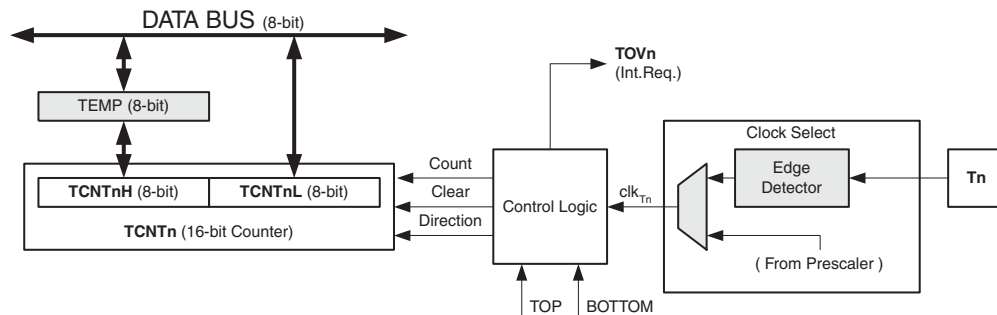 DATA BUS (8-bit)
TOVn
(Int.Req.)
TEMP (8-bit)
Clock Select
Count
Edge
Detector
Tn
TCNTnH (8-bit) TCNTnL (8-bit)
Clear
Control Logic
clkTn
TCNTn (16-bit Counter)
Direction
( From Prescaler )
TOP
BOTTOM